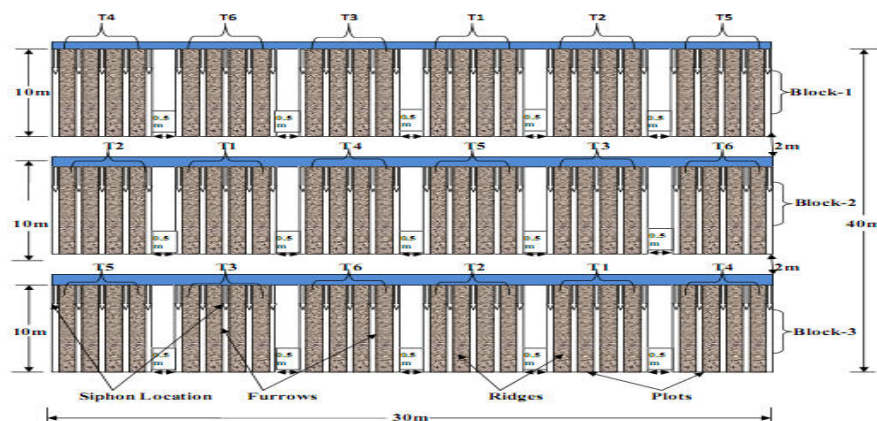 T4 T6 T3 T1 T2 T5
10m
0.5 m 0.5 m 0.5 m 0.5 m 0.5 m
Block-1
2m
T2 T1 T4 T5 T3 T6
10m
0.5 m 0.5 m 0.5 m 0.5 m 0.5 m
Block-2
40m
2m
T5 T3 T6 T2 T1 T4
10m
0.5 m 0.5 m 0.5 m 0.5 m 0.5 m
Block-3
Siphon Location Furrows Ridges Plots
30m